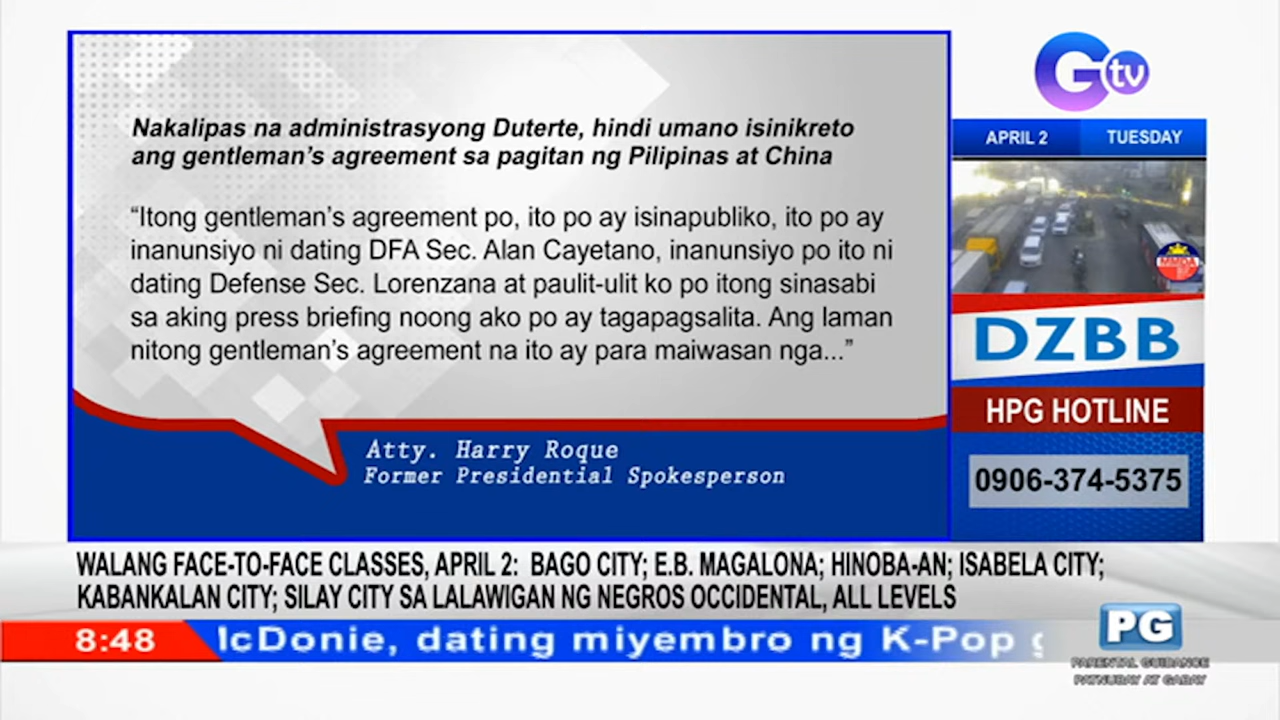 Nakalipas na administrasyong Duterte, hindi umano isinikreto
ang gentleman's agreement sa pagitan ng Pilipinas at China
“Itong gentleman's agreement po, ito po ay isinapubliko, ito po ay
inanunsiyo ni dating DFA Sec. Alan Cayetano, inanunsiyo po ito ni
dating Defense Sec. Lorenzana at paulit-ulit ko po itong sinasabi
sa aking press briefing noong ako po ay tagapagsalita. Ang laman
nitong gentleman's agreement na ito ay para maiwasan nga...”
Atty. Harry Roque
Former Presidential Spokesperson
Gtv
APRIL 2 TUESDAY
MMDA
DZBB
HPG HOTLINE
0906-374-5375
WALANG FACE-TO-FACE CLASSES, APRIL 2: BAGO CITY; E.B. MAGALONA; HINOBA-AN; ISABELA CITY;
KABANKALAN CITY; SILAY CITY SA LALAWIGAN NG NEGROS OCCIDENTAL, ALL LEVELS
8:48 McDonie, dating miyembro ng K-Pop
PG
PARENTAL GUIDANCE
PATNUBAY AT GABAY